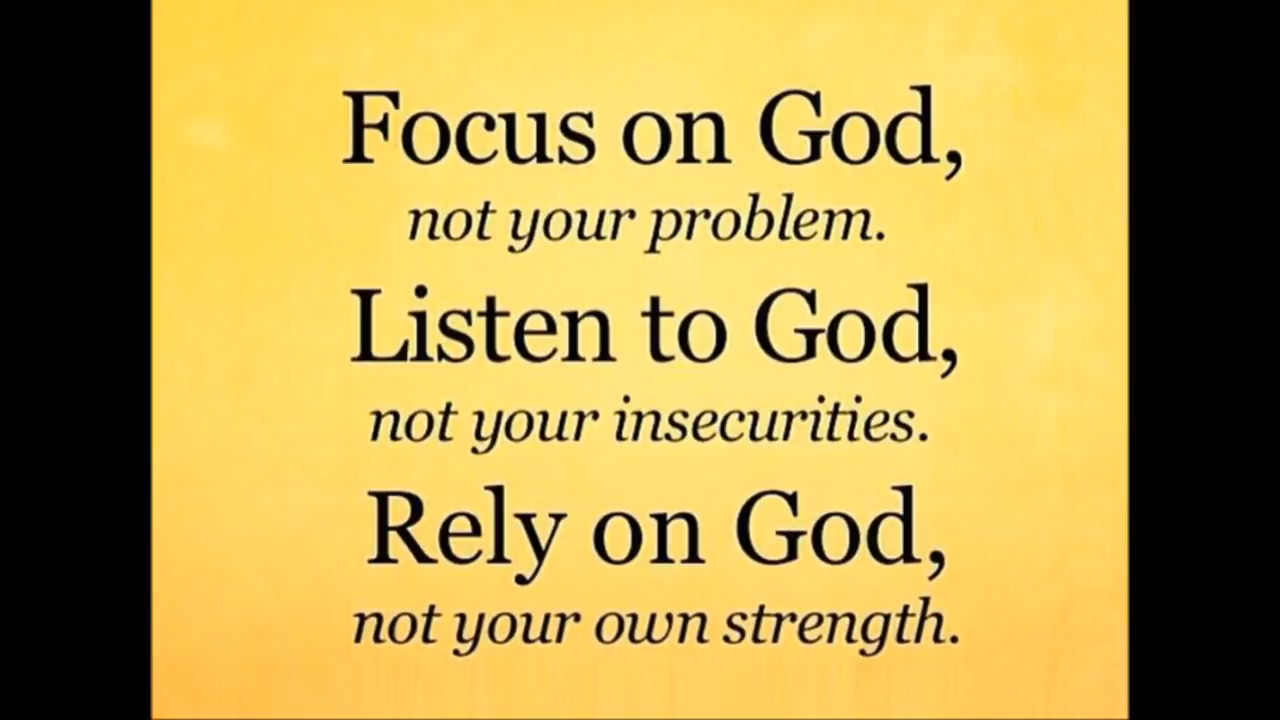 Focus on God,
not your problem.
Listen to God,
not your insecurities.
Rely on God,
not your own strength.